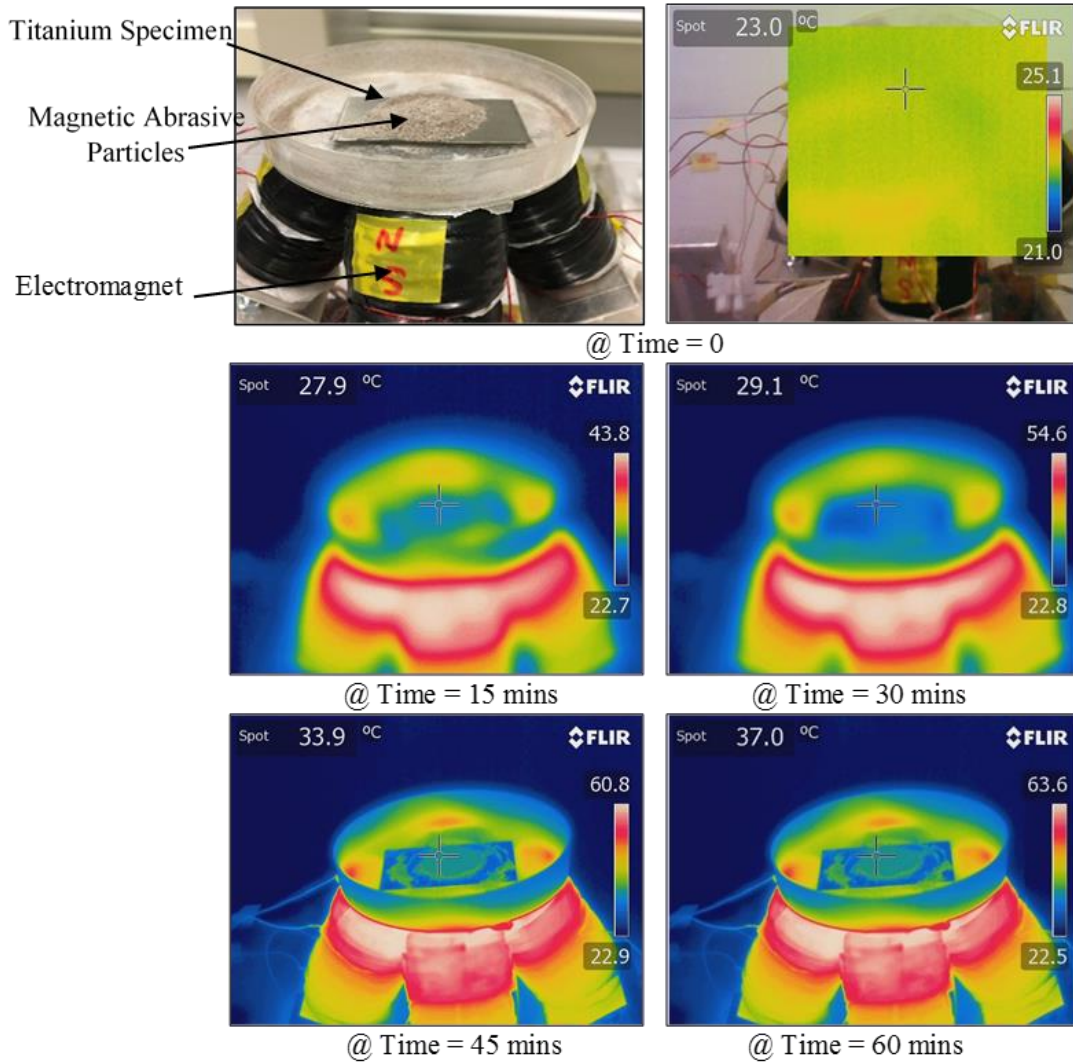 Titanium Specimen
Magnetic Abrasive
Particles
Electromagnet
N
S
Spot 23.0 °C FLIR
25.1
21.0
N
S
@ Time = 0
Spot 27.9 °C FLIR
43.8
22.7
@ Time = 15 mins
Spot 29.1 °C FLIR
54.6
22.8
@ Time = 30 mins
Spot 33.9 °C FLIR
60.8
22.9
@ Time = 45 mins
Spot 37.0 °C FLIR
63.6
22.5
@ Time = 60 mins